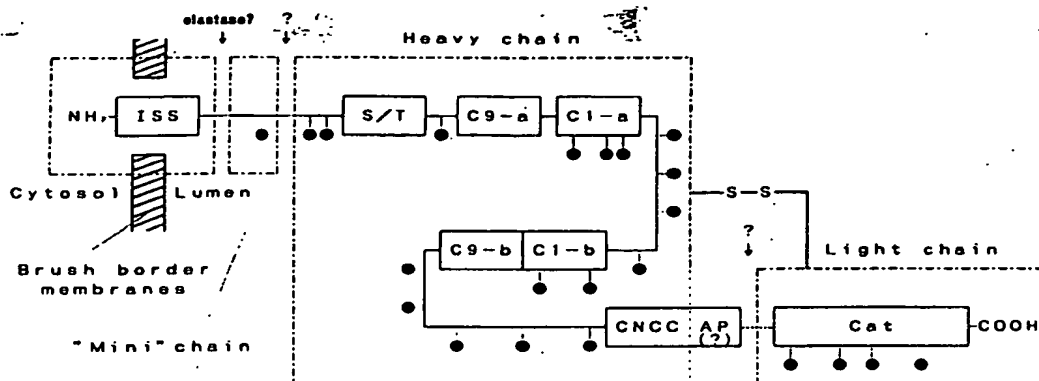 elastase? ?
Heavy chain
NH₂- ISS S/T C9-a C1-a
Cytosol Lumen
S-S
?
C9-b C1-b
Light chain
Brush border
membranes
CNCC AP Cat -COOH
(?)
"Mini" chain